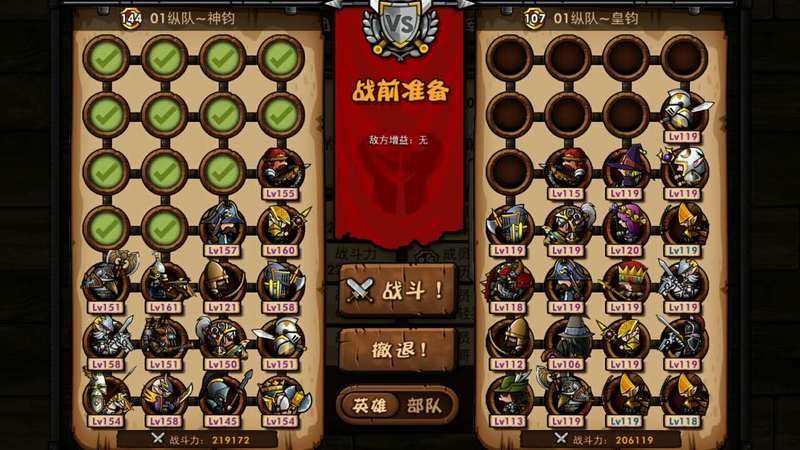 144 01纵队~神钧
VS
107 01纵队~皇钧
战前准备
敌方增益：无
Lv155
Lv157 Lv160
Lv151 Lv161 Lv121 Lv158
Lv158 Lv151 Lv150 Lv151
Lv154 Lv158 Lv145 Lv154
战斗力： 219172
战斗力
战斗！
撤退！
英雄 部队
Lv119
Lv115 Lv119 Lv119
Lv119 Lv119 Lv120 Lv119
Lv118 Lv119 Lv119 Lv119
Lv112 Lv106 Lv119 Lv119
Lv113 Lv119 Lv119 Lv118
战斗力： 206119